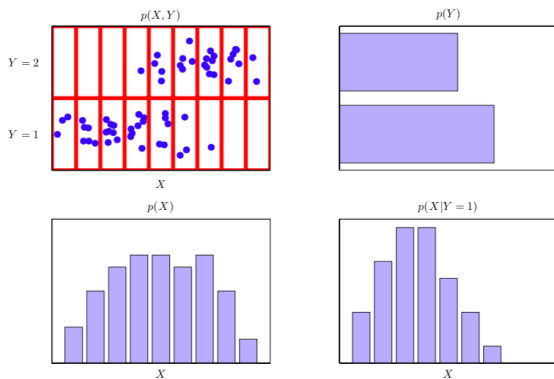 p(X, Y)
p(Y)
Y = 2
Y = 1
X
p(X)
p(X|Y = 1)
X
X